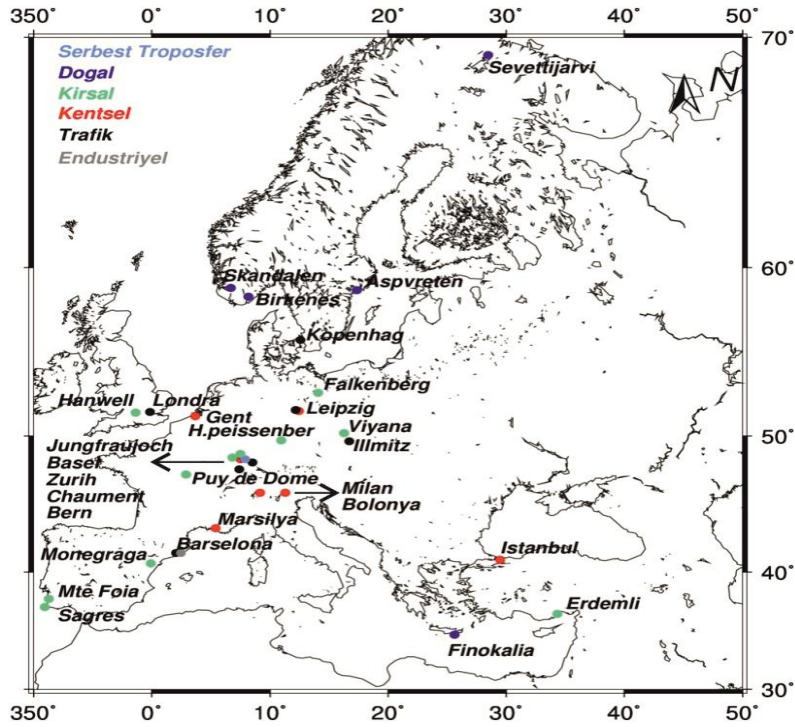 350˚ 0˚ 10˚ 20˚ 30˚ 40˚ 50˚
70˚
Serbest Troposfer
Dogal
Kirsal
Kentsel
Trafik
Endustriyel
N
Sevettijarvi
60˚
Skandalen
Aspvreten
Birkenes
Kopenhag
Falkenberg
Hanwell
Londra
Leipzig
Gent
Viyana
H.peissenber
Illmitz
50˚
Jungfraujoch
Basel
Zurih
Chaument
Bern
Puy de Dome
Milan
Bolonya
Marsilya
Barselona
Monegraga
Istanbul
40˚
Mte Foia
Sagres
Erdemli
Finokalia
30˚
350˚ 0˚ 10˚ 20˚ 30˚ 40˚ 50˚